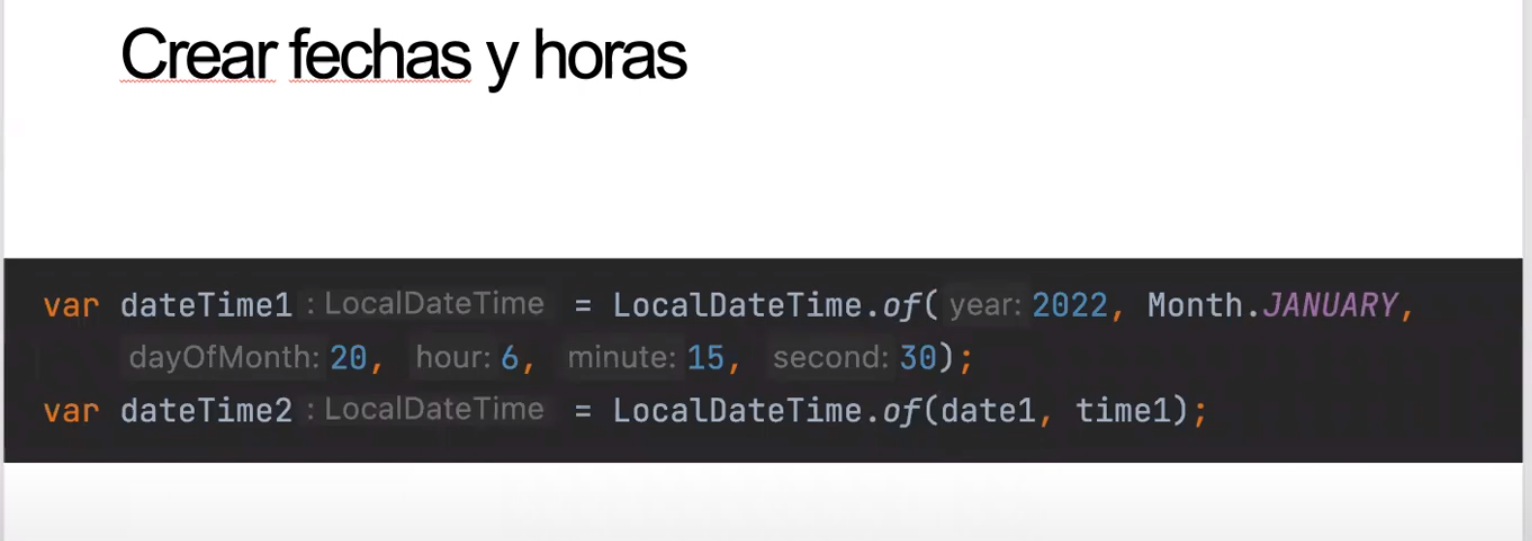 Crear fechas y horas
var dateTime1 : LocalDateTime = LocalDateTime.of( year: 2022, Month.JANUARY,
dayOfMonth: 20, hour: 6, minute: 15, second: 30);
var dateTime2 : LocalDateTime = LocalDateTime.of(date1, time1);